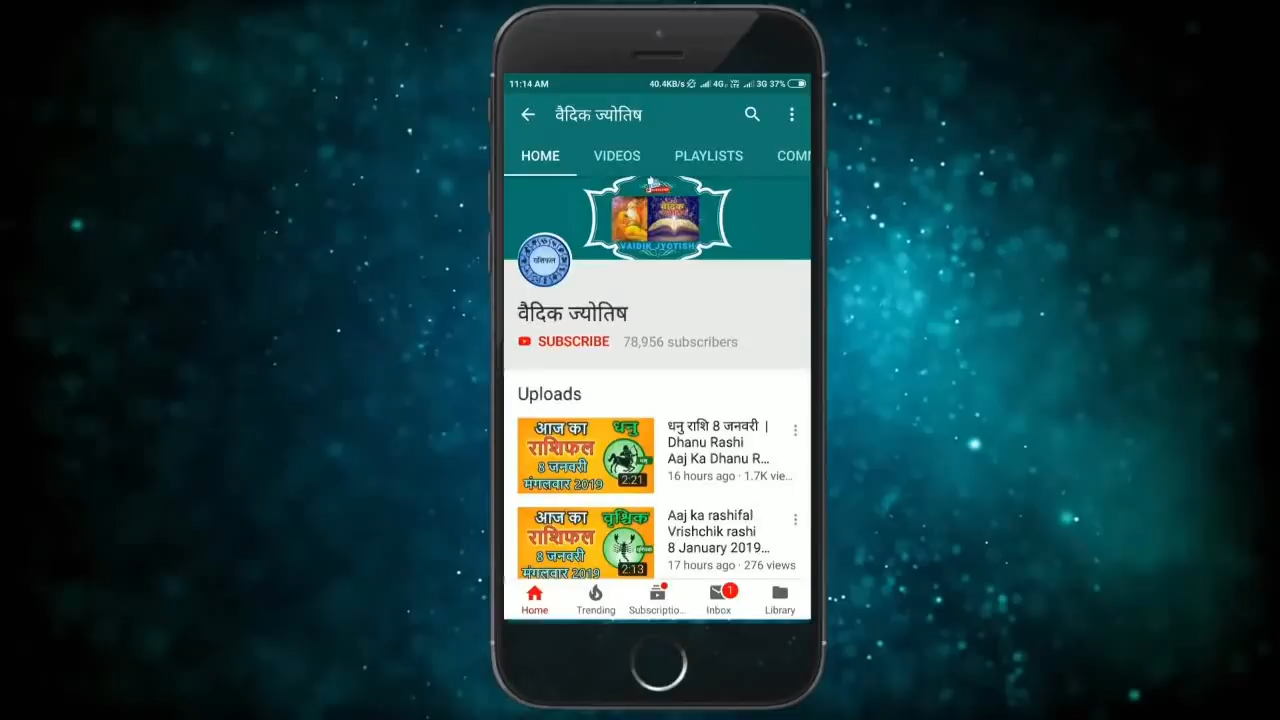 11:14 AM
40.4KB/s 4G 3G 37%
वैदिक ज्योतिष
HOME VIDEOS PLAYLISTS COMM
वैदिक
VAIDIK JYOTISH
राशिफल
वैदिक ज्योतिष
SUBSCRIBE 78,956 subscribers
Uploads
आज का धनु
राशिफल
8 जनवरी
मंगलवार 2019
2:21
धनु राशि 8 जनवरी |
Dhanu Rashi
Aaj Ka Dhanu R...
16 hours ago · 1.7K vie...
आज का वृश्चिक
राशिफल
8 जनवरी
मंगलवार 2019
2:13
Aaj ka rashifal
Vrishchik rashi
8 January 2019...
17 hours ago · 276 views
Home Trending Subscriptio... Inbox Library
1